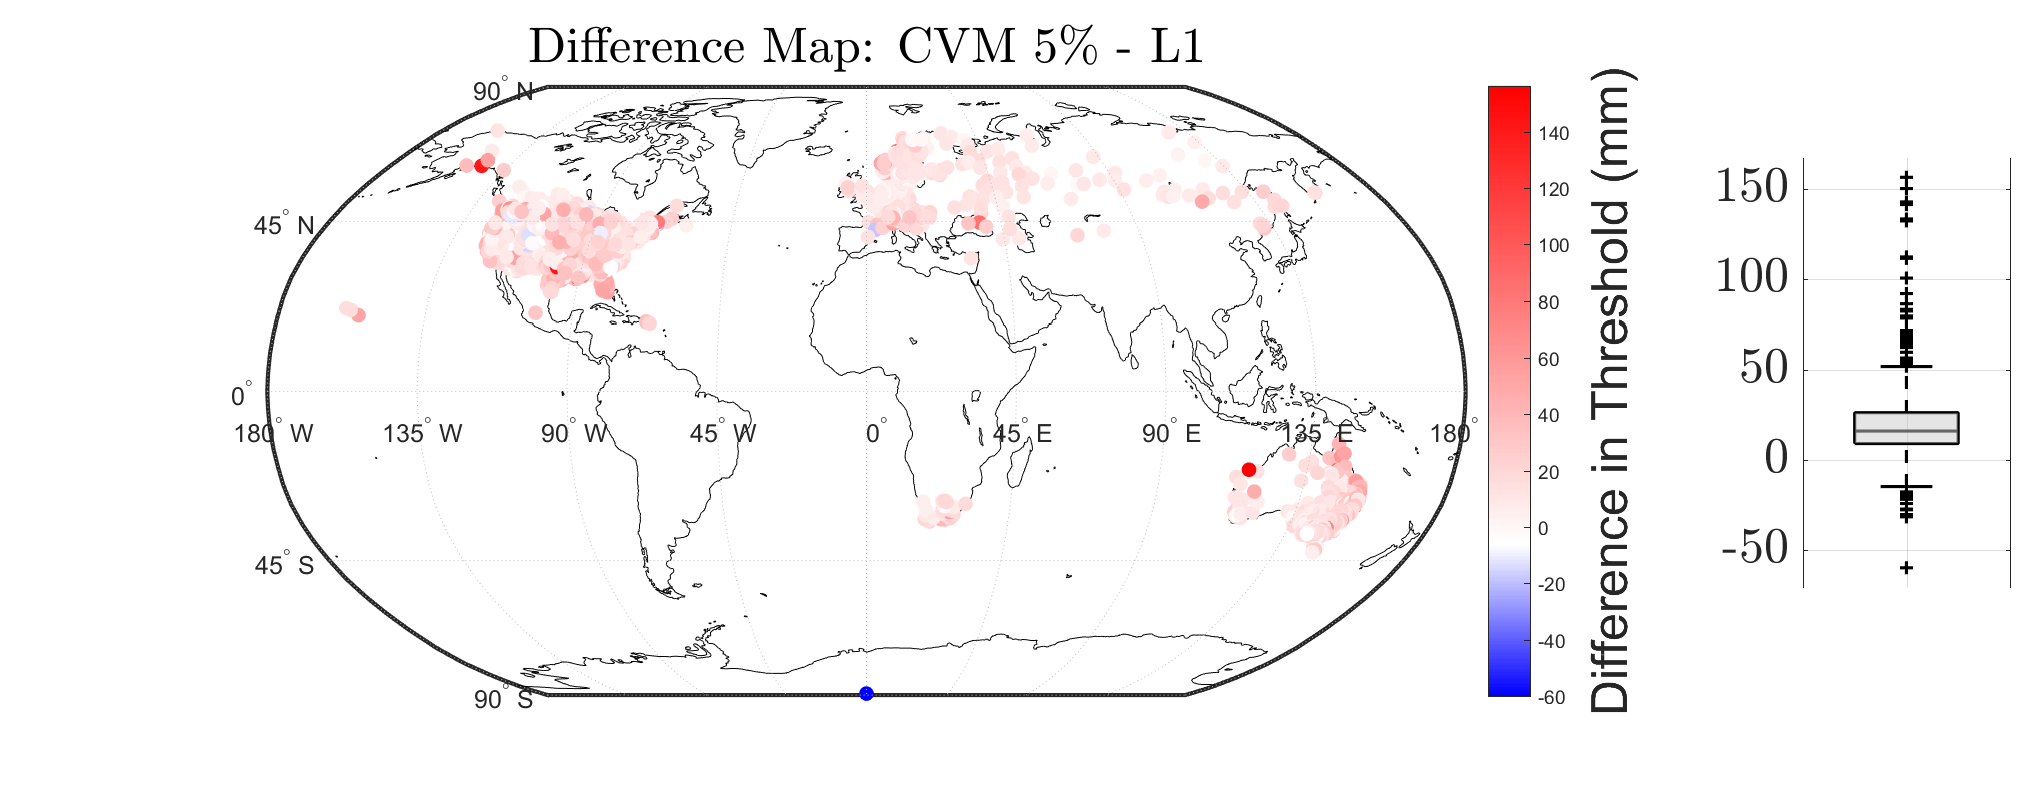 Difference Map: CVM 5% - L1
90° N
45° N
0°
180° W
135° W
90° W
45° W
0°
45° E
90° E
135° E
180°
45° S
90° S
140
120
100
80
60
40
20
0
-20
-40
-60
Difference in Threshold (mm)
150
100
50
0
-50